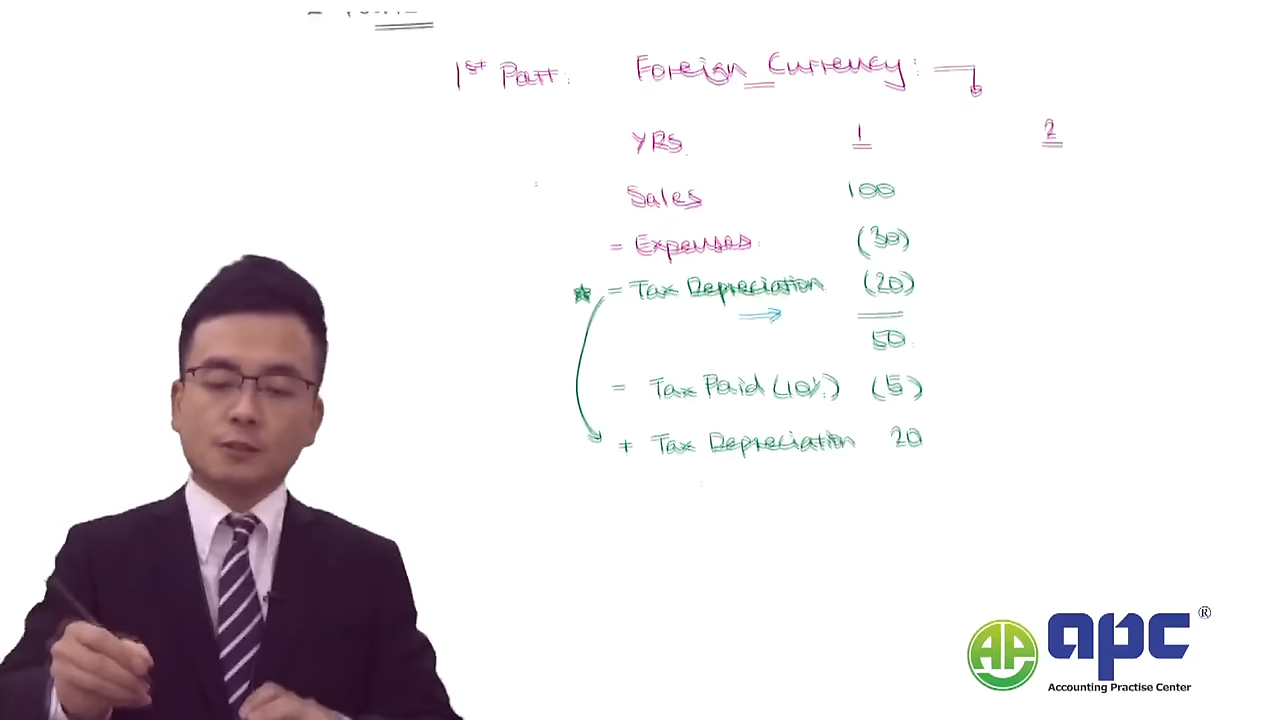 1st Part: Foreign Currency:
YRS. 1 2
Sales 100
= Expenses (30)
= Tax Depreciation (20)
50
= Tax Paid (10%) (5)
+ Tax Depreciation 20
AP apc ®
Accounting Practise Center